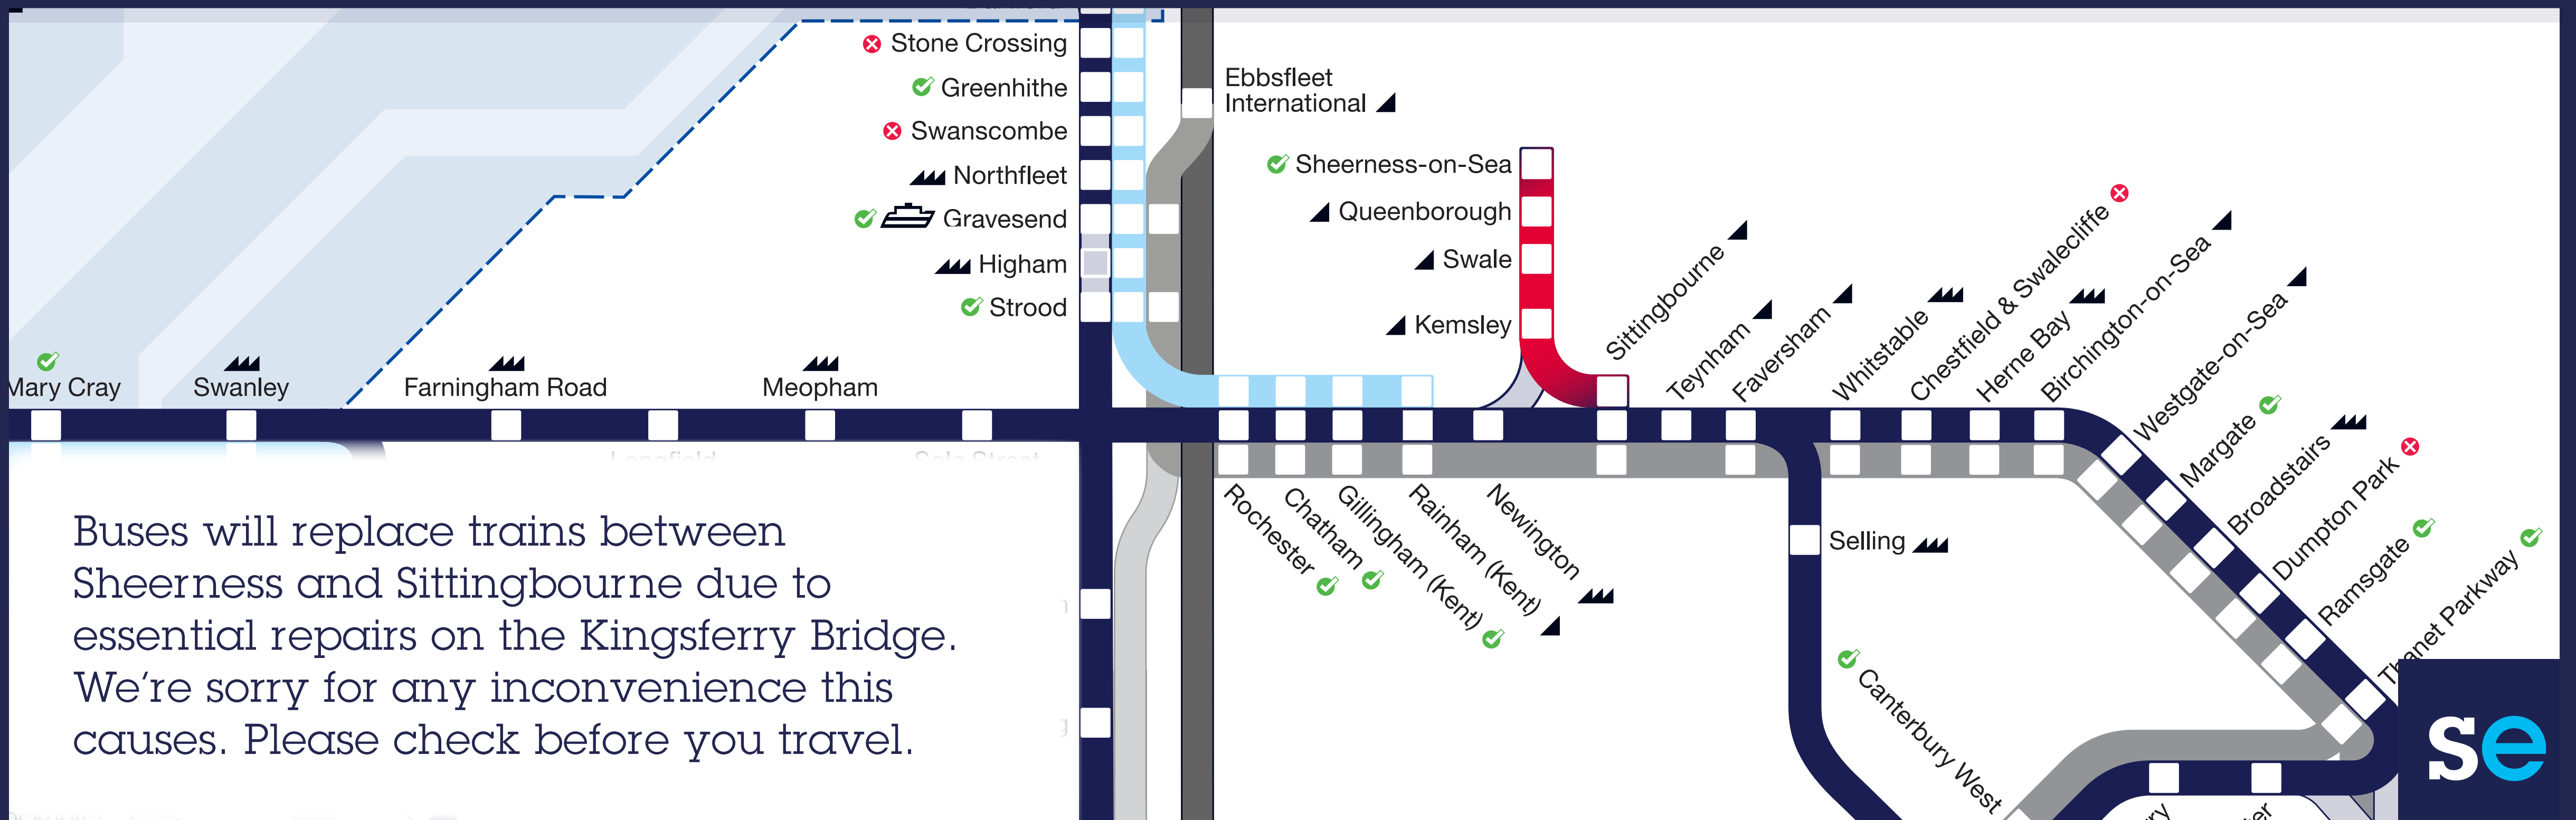 Stone Crossing
Greenhithe
Swanscombe
Northfleet
Gravesend
Higham
Strood
Ebbsfleet
International
Sheerness-on-Sea
Queenborough
Swale
Kemsley
Mary Cray
Swanley
Farningham Road
Meopham
Sittingbourne
Teynham
Faversham
Whitstable
Chestfield & Swalecliffe
Herne Bay
Birchington-on-Sea
Westgate-on-Sea
Margate
Broadstairs
Dumpton Park
Ramsgate
Thanet Parkway
Rochester
Chatham
Gillingham (Kent)
Rainham (Kent)
Newington
Selling
Canterbury West
Buses will replace trains between
Sheerness and Sittingbourne due to
essential repairs on the Kingsferry Bridge.
We're sorry for any inconvenience this
causes. Please check before you travel.
se